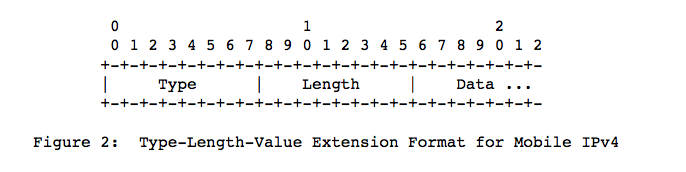 0                   1                   2
0 1 2 3 4 5 6 7 8 9 0 1 2 3 4 5 6 7 8 9 0 1 2
+-+-+-+-+-+-+-+-+-+-+-+-+-+-+-+-+-+-+-+-+-+-+-
|     Type      |    Length     |    Data ...
+-+-+-+-+-+-+-+-+-+-+-+-+-+-+-+-+-+-+-+-+-+-+-
Figure 2:  Type-Length-Value Extension Format for Mobile IPv4